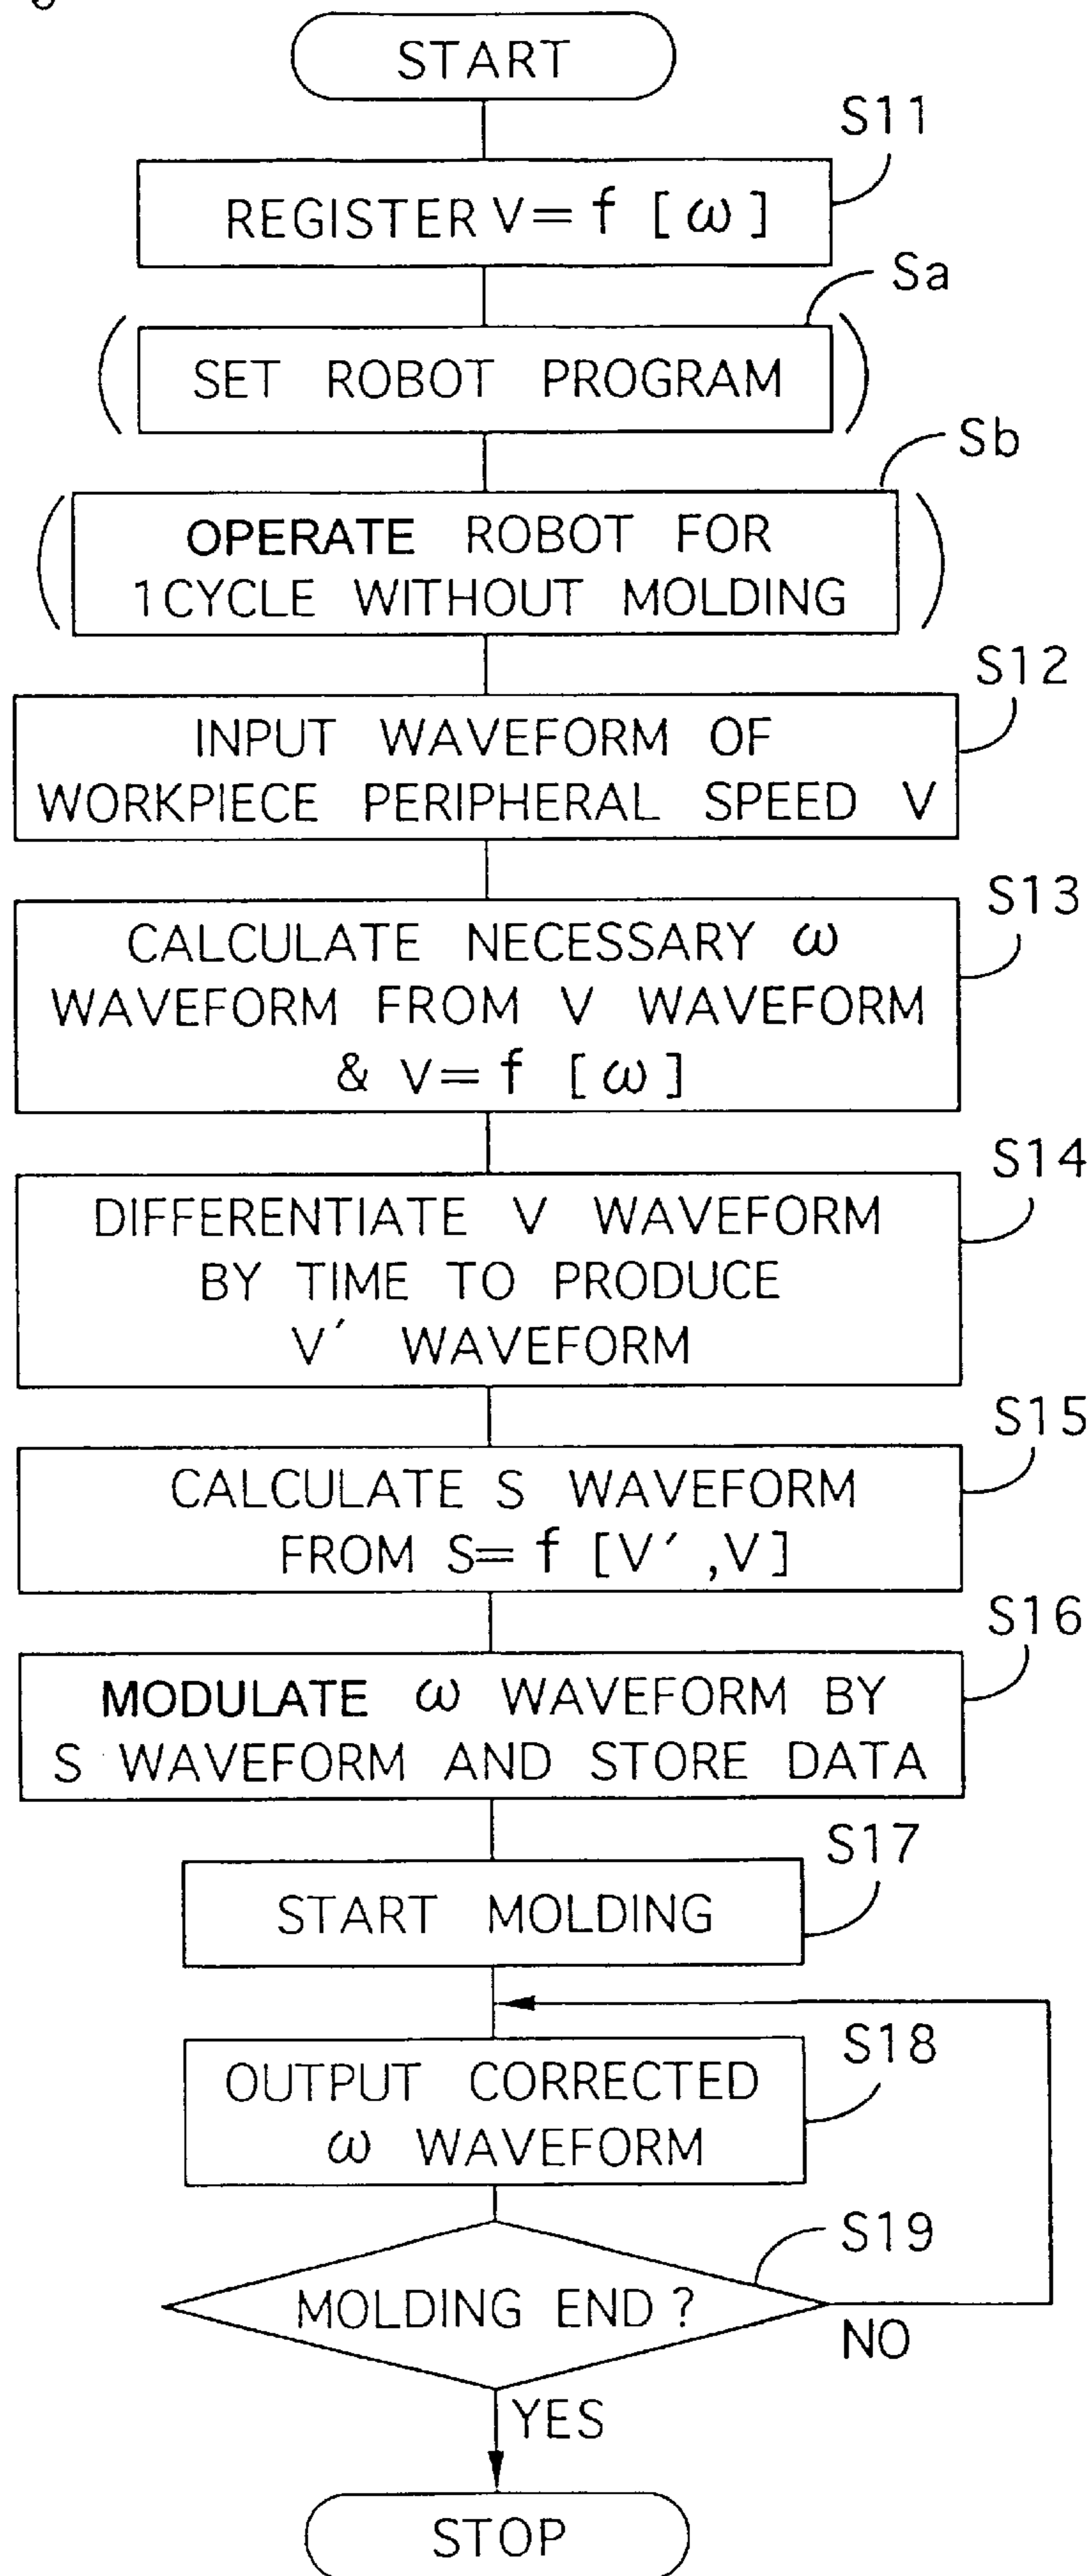 START
S11
REGISTER V=f [ω]
Sa
( SET ROBOT PROGRAM )
Sb
( OPERATE ROBOT FOR
1CYCLE WITHOUT MOLDING )
S12
INPUT WAVEFORM OF
WORKPIECE PERIPHERAL SPEED V
S13
CALCULATE NECESSARY ω
WAVEFORM FROM V WAVEFORM
& V=f [ω]
S14
DIFFERENTIATE V WAVEFORM
BY TIME TO PRODUCE
V′ WAVEFORM
S15
CALCULATE S WAVEFORM
FROM S=f [V′,V]
S16
MODULATE ω WAVEFORM BY
S WAVEFORM AND STORE DATA
S17
START MOLDING
S18
OUTPUT CORRECTED
ω WAVEFORM
S19
MOLDING END ?
NO
YES
STOP